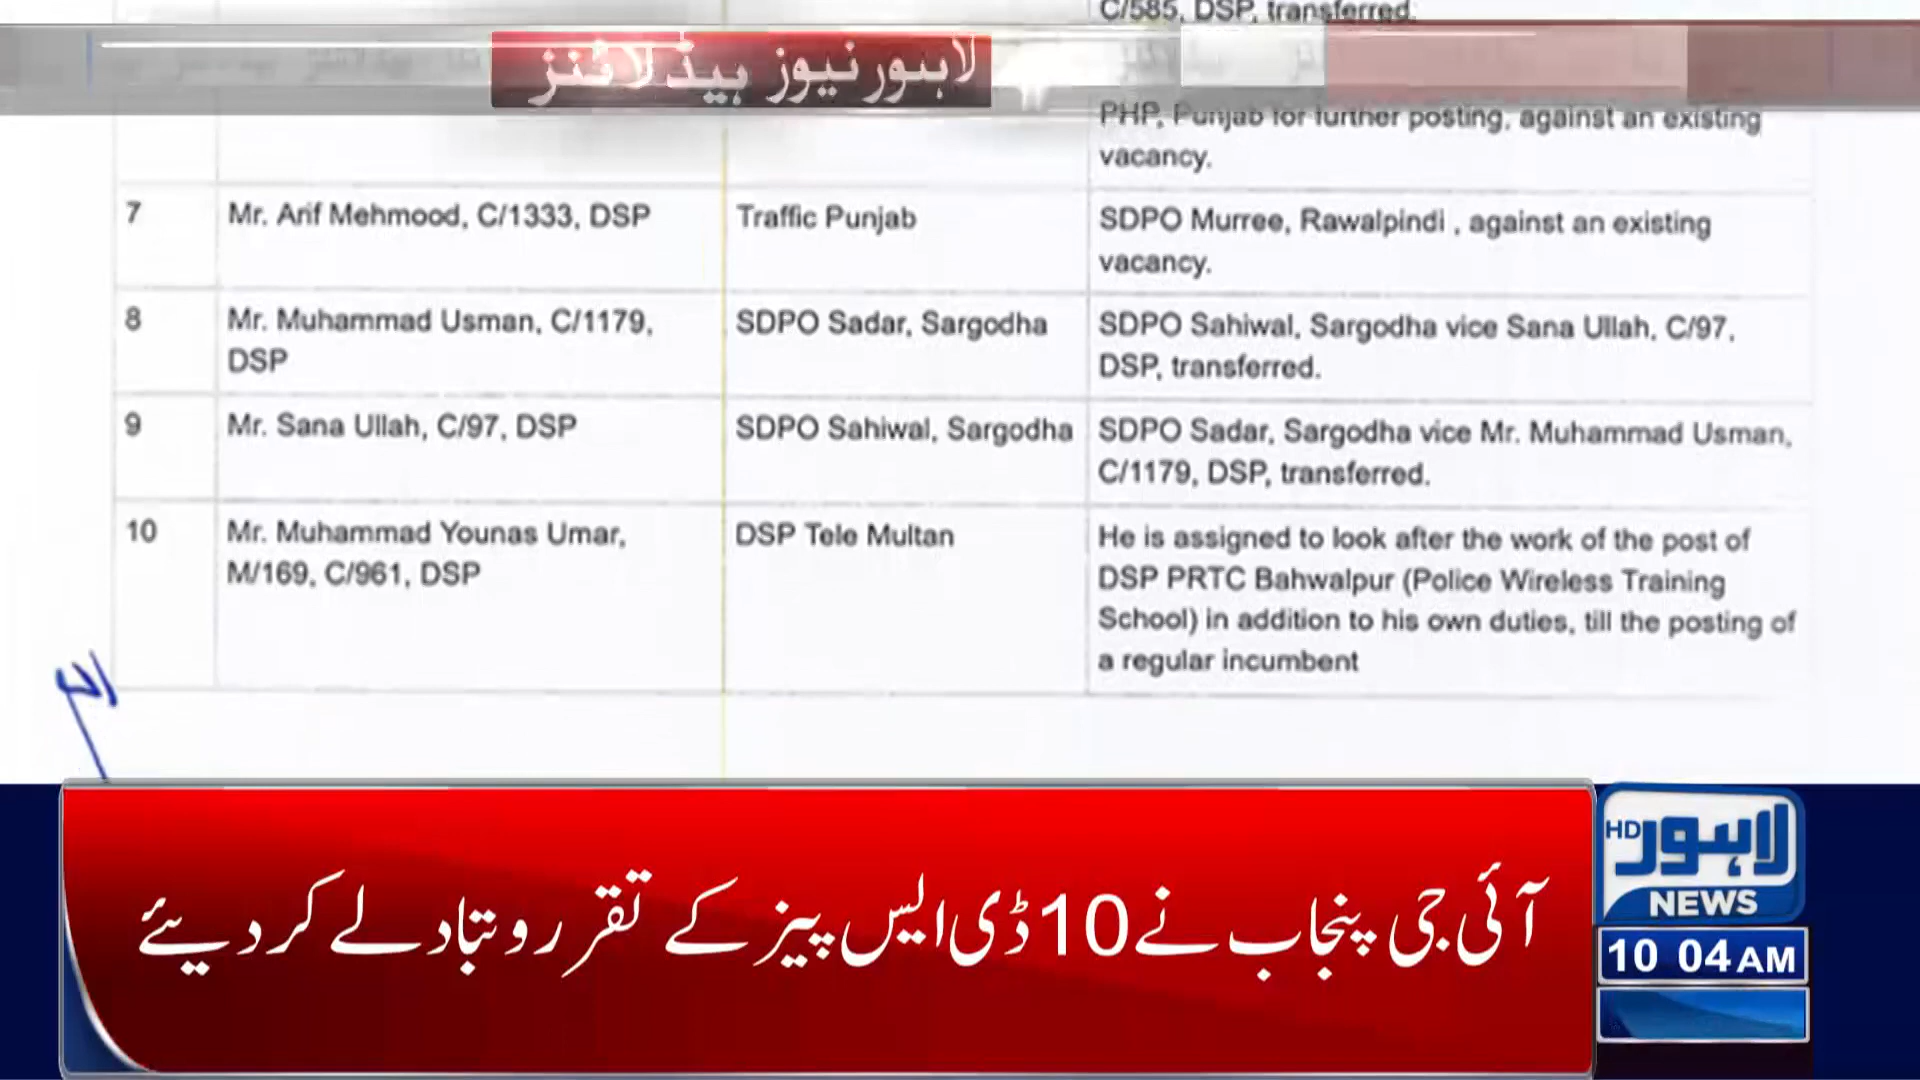 C/585, DSP, transferred.
لاہور نیوز ہیڈلائنز
PHP, Punjab for further posting, against an existing
vacancy.
7 Mr. Arif Mehmood, C/1333, DSP Traffic Punjab SDPO Murree, Rawalpindi , against an existing
vacancy.
8 Mr. Muhammad Usman, C/1179, SDPO Sadar, Sargodha SDPO Sahiwal, Sargodha vice Sana Ullah, C/97,
DSP DSP, transferred.
9 Mr. Sana Ullah, C/97, DSP SDPO Sahiwal, Sargodha SDPO Sadar, Sargodha vice Mr. Muhammad Usman,
C/1179, DSP, transferred.
10 Mr. Muhammad Younas Umar, DSP Tele Multan He is assigned to look after the work of the post of
M/169, C/961, DSP DSP PRTC Bahwalpur (Police Wireless Training
School) in addition to his own duties, till the posting of
a regular incumbent
آئی جی پنجاب نے 10 ڈی ایس پیز کے تقرر و تبادلے کر دیئے
لاہور HD
NEWS
10 04 AM